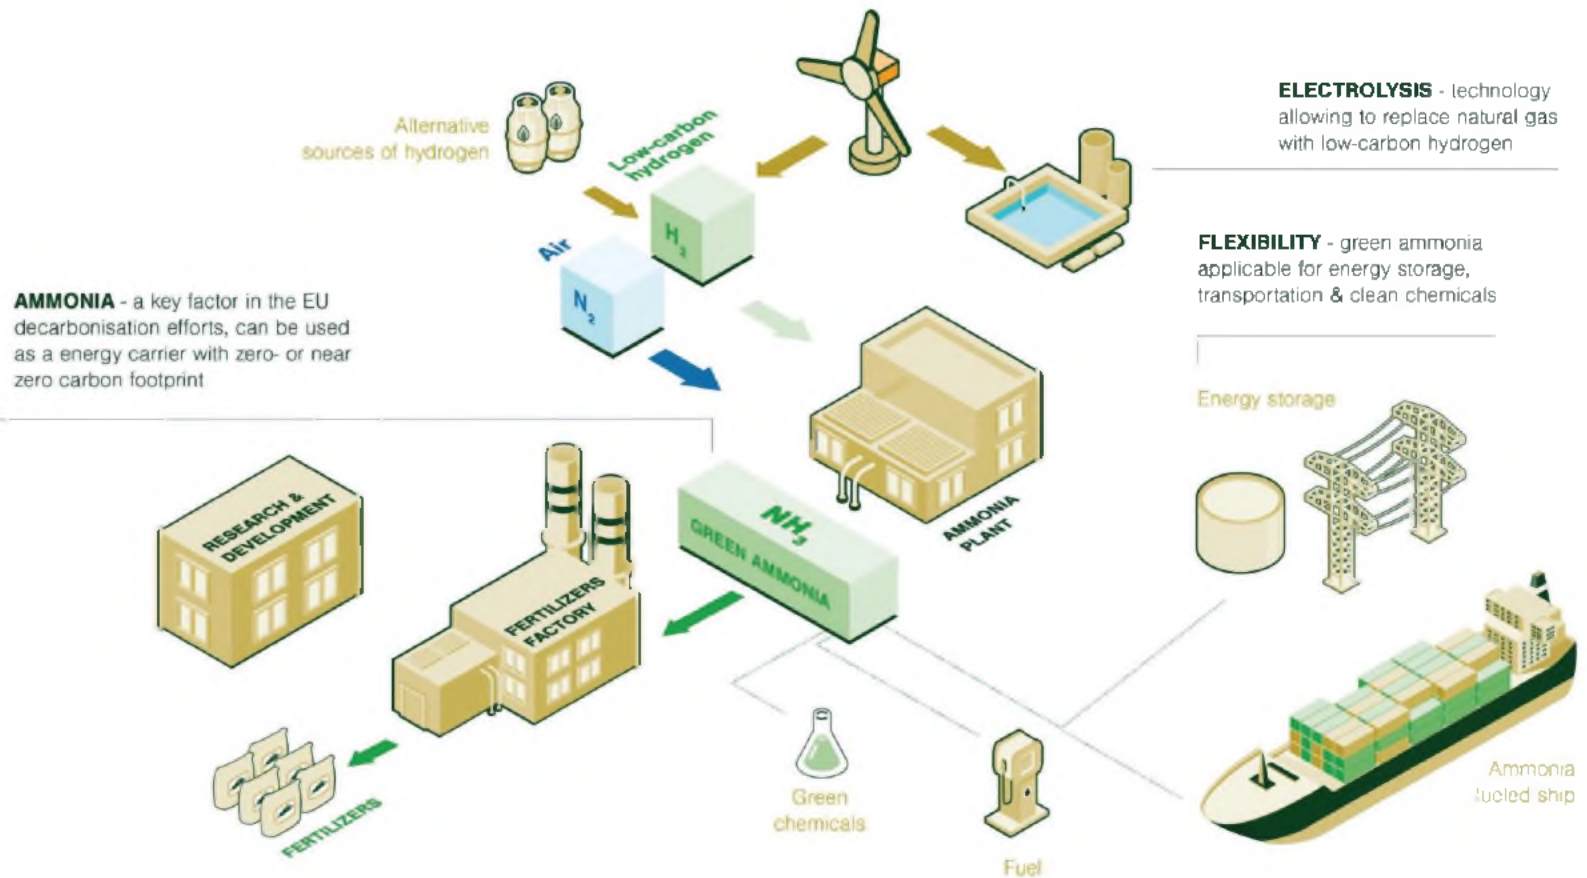 Alternative
sources of hydrogen
Low-carbon
hydrogen
H2
Air
N2
ELECTROLYSIS - technology
allowing to replace natural gas
with low-carbon hydrogen
FLEXIBILITY - green ammonia
applicable for energy storage,
transportation & clean chemicals
AMMONIA - a key factor in the EU
decarbonisation efforts, can be used
as a energy carrier with zero- or near
zero carbon footprint
Energy storage
RESEARCH &
DEVELOPMENT
NH3
GREEN AMMONIA
AMMONIA
PLANT
FERTILIZERS
FACTORY
FERTILIZERS
Green
chemicals
Fuel
Ammonia
fueled ship